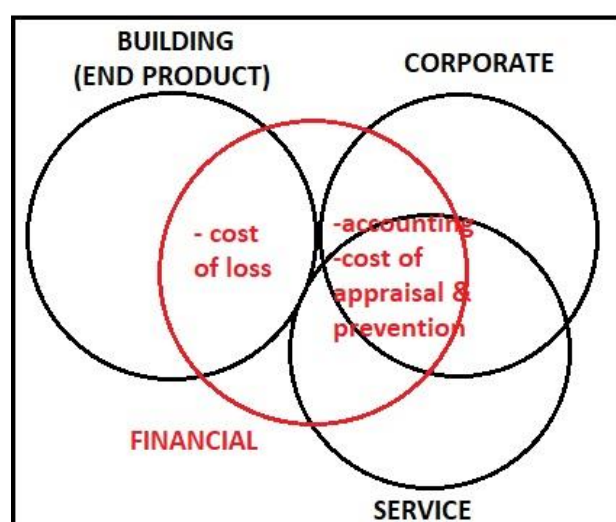 BUILDING
(END PRODUCT)
CORPORATE
- cost
of loss
-accounting
-cost of
appraisal &
prevention
FINANCIAL
SERVICE